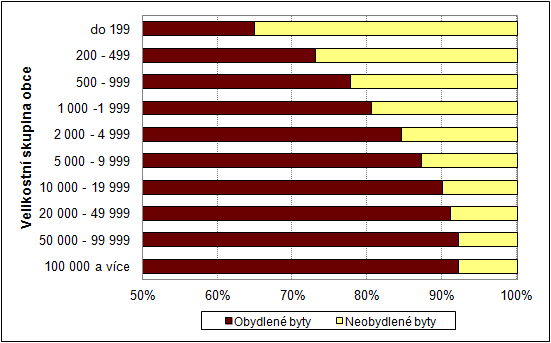 Velikostní skupina obce
do 199
200 - 499
500 - 999
1 000 -1 999
2 000 - 4 999
5 000 - 9 999
10 000 - 19 999
20 000 - 49 999
50 000 - 99 999
100 000 a více
50% 60% 70% 80% 90% 100%
Obydlené byty Neobydlené byty